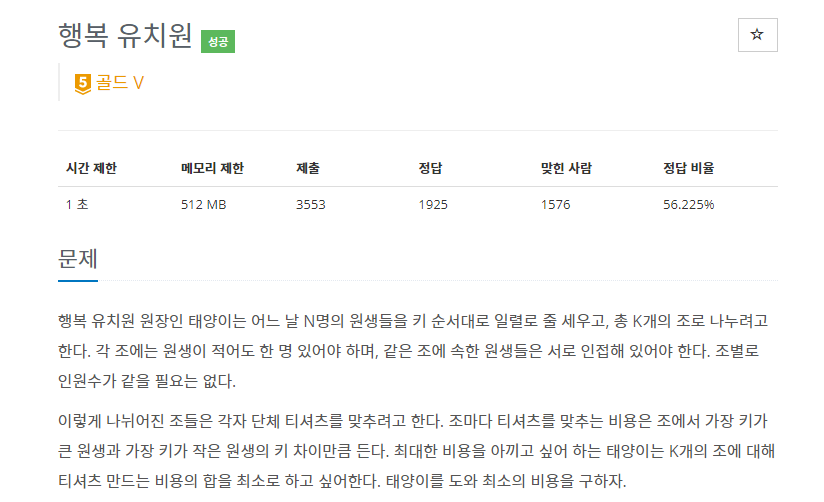 행복 유치원 성공
☆
5 골드 V
시간 제한 메모리 제한 제출 정답 맞힌 사람 정답 비율
1 초 512 MB 3553 1925 1576 56.225%
문제
행복 유치원 원장인 태양이는 어느 날 N명의 원생들을 키 순서대로 일렬로 줄 세우고, 총 K개의 조로 나누려고
한다. 각 조에는 원생이 적어도 한 명 있어야 하며, 같은 조에 속한 원생들은 서로 인접해 있어야 한다. 조별로
인원수가 같을 필요는 없다.
이렇게 나뉘어진 조들은 각자 단체 티셔츠를 맞추려고 한다. 조마다 티셔츠를 맞추는 비용은 조에서 가장 키가
큰 원생과 가장 키가 작은 원생의 키 차이만큼 든다. 최대한 비용을 아끼고 싶어 하는 태양이는 K개의 조에 대해
티셔츠 만드는 비용의 합을 최소로 하고 싶어한다. 태양이를 도와 최소의 비용을 구하자.